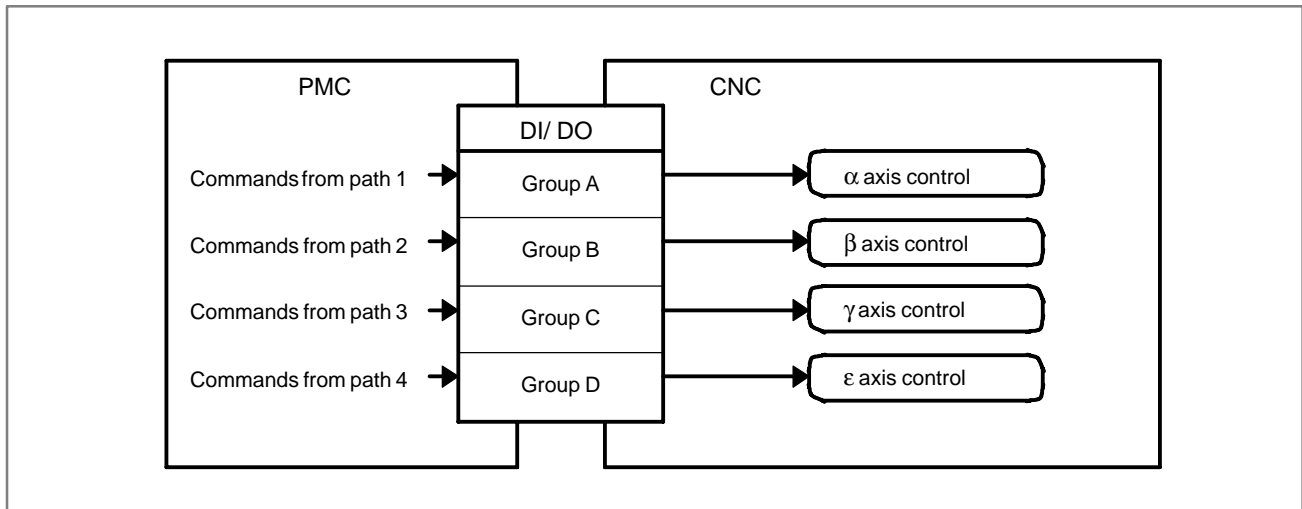 PMC
CNC
DI/ DO
Commands from path 1
Group A
α axis control
Commands from path 2
Group B
β axis control
Commands from path 3
Group C
γ axis control
Commands from path 4
Group D
ε axis control